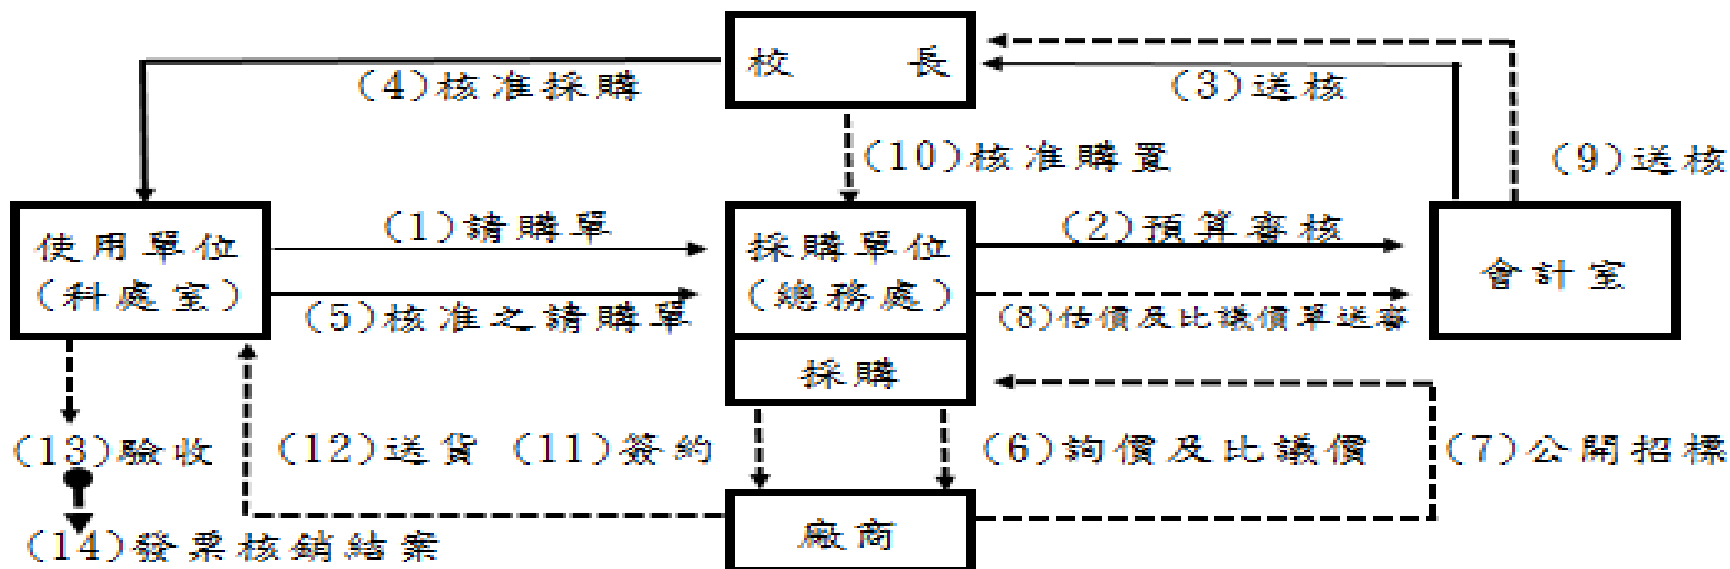 校 長
(4)核准採購
(3)送核
(10)核准購置
(9)送核
使用單位
(科處室)
(1)請購單
(5)核准之請購單
採購單位
(總務處)
(2)預算審核
(8)估價及比議價單送審
會計室
採購
(13)驗收
(12)送貨
(11)簽約
(6)詢價及比議價
(7)公開招標
廠商
(14)發票核銷結案